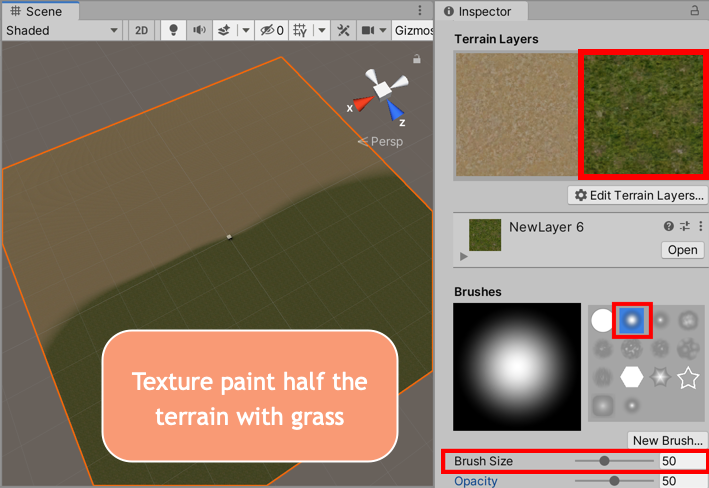 Scene
Inspector
Shaded
2D
0
Gizmos
x
z
Persp
Texture paint half the
terrain with grass
Terrain Layers
Edit Terrain Layers...
NewLayer 6
Open
Brushes
New Brush...
Brush Size 50
Opacity 50